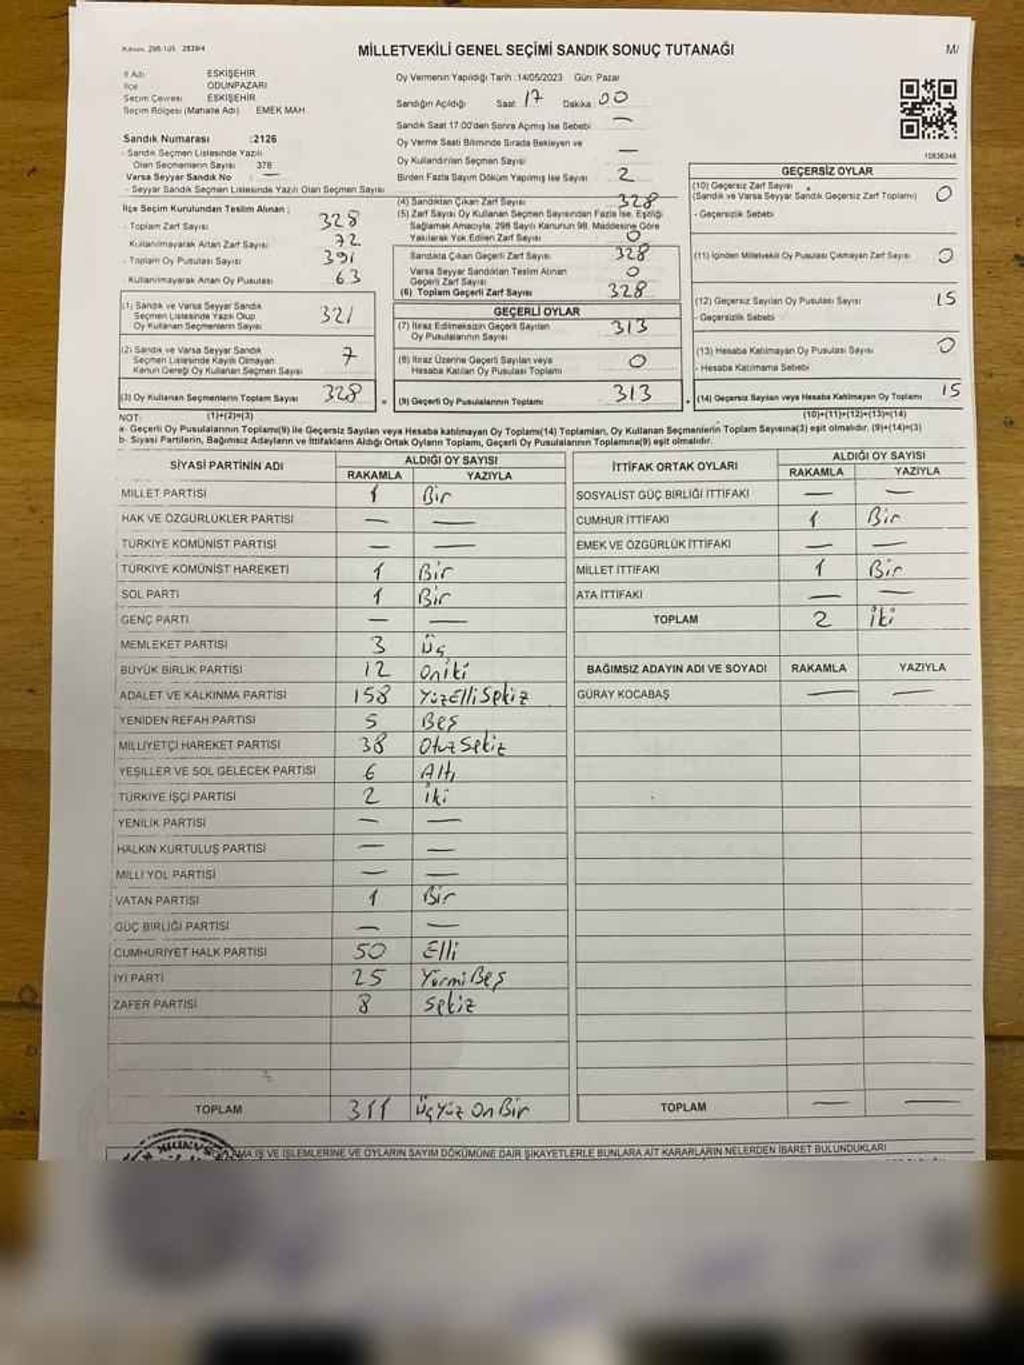 Kanun: 298/105, 2839/4
MİLLETVEKİLİ GENEL SEÇİMİ SANDIK SONUÇ TUTANAĞI
M/
İl Adı ESKİŞEHİR
İlçe ODUNPAZARI
Seçim Çevresi ESKİŞEHİR
Seçim Bölgesi (Mahalle Adı) EMEK MAH.
Sandık Numarası :2126
- Sandık Seçmen Listesinde Yazılı
Olan Seçmenlerin Sayısı 378
Varsa Seyyar Sandık No —
- Seyyar Sandık Seçmen Listesinde Yazılı Olan Seçmen Sayısı
Oy Vermenin Yapıldığı Tarih :14/05/2023 Gün: Pazar
Sandığın Açıldığı Saat 17 Dakika 00
Sandık Saat 17.00'den Sonra Açılmış İse Sebebi —
Oy Verme Saati Bitiminde Sırada Bekleyen ve
Oy Kullandırılan Seçmen Sayısı —
Birden Fazla Sayım Döküm Yapılmış İse Sayısı 2
10836348
İlçe Seçim Kurulundan Teslim Alınan ;
- Toplam Zarf Sayısı 328
Kullanılmayarak Artan Zarf Sayısı 72
- Toplam Oy Pusulası Sayısı 391
Kullanılmayarak Artan Oy Pusulası 63
(1) Sandık ve Varsa Seyyar Sandık
Seçmen Listesinde Yazılı Olup
Oy Kullanan Seçmenlerin Sayısı 321
(2) Sandık ve Varsa Seyyar Sandık
Seçmen Listesinde Kayıtlı Olmayan
Kanun Gereği Oy Kullanan Seçmen Sayısı 7
(3) Oy Kullanan Seçmenlerin Toplam Sayısı 328
(1)+(2)=(3)
(4) Sandıktan Çıkan Zarf Sayısı 328
(5) Zarf Sayısı Oy Kullanan Seçmen Sayısından Fazla İse, Eşitliği
Sağlamak Amacıyla, 298 Sayılı Kanunun 98. Maddesine Göre
Yakılarak Yok Edilen Zarf Sayısı 0
Sandıkta Çıkan Geçerli Zarf Sayısı 328
Varsa Seyyar Sandıktan Teslim Alınan
Geçerli Zarf Sayısı 0
(6) Toplam Geçerli Zarf Sayısı 328
GEÇERLİ OYLAR
(7) İtiraz Edilmeksizin Geçerli Sayılan
Oy Pusulalarının Sayısı 313
(8) İtiraz Üzerine Geçerli Sayılan veya
Hesaba Katılan Oy Pusulası Toplamı 0
(9) Geçerli Oy Pusulalarının Toplamı 313
GEÇERSİZ OYLAR
(10) Geçersiz Zarf Sayısı
(Sandık ve Varsa Seyyar Sandık Geçersiz Zarf Toplamı) 0
- Geçersizlik Sebebi
(11) İçinden Milletvekili Oy Pusulası Çıkmayan Zarf Sayısı 0
(12) Geçersiz Sayılan Oy Pusulası Sayısı 15
- Geçersizlik Sebebi
(13) Hesaba Katılmayan Oy Pusulası Sayısı 0
- Hesaba Katılmama Sebebi
(14) Geçersiz Sayılan veya Hesaba Katılmayan Oy Toplamı 15
(10)+(11)+(12)+(13)=(14)
NOT:
a- Geçerli Oy Pusulalarının Toplamı(9) ile Geçersiz Sayılan veya Hesaba katılmayan Oy Toplamı(14) Toplamları, Oy Kullanan Seçmenlerin Toplam Sayısına(3) eşit olmalıdır. (9)+(14)=(3)
b- Siyasi Partilerin, Bağımsız Adayların ve İttifakların Aldığı Ortak Oyların Toplamı, Geçerli Oy Pusulalarının Toplamına(9) eşit olmalıdır.
SİYASİ PARTİNİN ADI ALDIĞI OY SAYISI
RAKAMLA YAZIYLA
MİLLET PARTİSİ 1 Bir
HAK VE ÖZGÜRLÜKLER PARTİSİ — —
TÜRKİYE KOMÜNİST PARTİSİ — —
TÜRKİYE KOMÜNİST HAREKETİ 1 Bir
SOL PARTİ 1 Bir
GENÇ PARTİ — —
MEMLEKET PARTİSİ 3 Üç
BÜYÜK BİRLİK PARTİSİ 12 Oniki
ADALET VE KALKINMA PARTİSİ 158 YüzElliSekiz
YENİDEN REFAH PARTİSİ 5 Beş
MİLLİYETÇİ HAREKET PARTİSİ 38 OtuzSekiz
YEŞİLLER VE SOL GELECEK PARTİSİ 6 Altı
TÜRKİYE İŞÇİ PARTİSİ 2 İki
YENİLİK PARTİSİ — —
HALKIN KURTULUŞ PARTİSİ — —
MİLLİ YOL PARTİSİ — —
VATAN PARTİSİ 1 Bir
GÜÇ BİRLİĞİ PARTİSİ — —
CUMHURİYET HALK PARTİSİ 50 Elli
İYİ PARTİ 25 YirmiBeş
ZAFER PARTİSİ 8 Sekiz
TOPLAM 311 ÜçYüz OnBir
İTTİFAK ORTAK OYLARI ALDIĞI OY SAYISI
RAKAMLA YAZIYLA
SOSYALİST GÜÇ BİRLİĞİ İTTİFAKI — —
CUMHUR İTTİFAKI 1 Bir
EMEK VE ÖZGÜRLÜK İTTİFAKI — —
MİLLET İTTİFAKI 1 Bir
ATA İTTİFAKI — —
TOPLAM 2 İki
BAĞIMSIZ ADAYIN ADI VE SOYADI RAKAMLA YAZIYLA
GÜRAY KOCABAŞ — —
TOPLAM — —
İŞ VE İŞLEMLERİNE VE OYLARIN SAYIM DÖKÜMÜNE DAİR ŞİKAYETLERLE BUNLARA AİT KARARLARIN NELERDEN İBARET BULUNDUKLARI